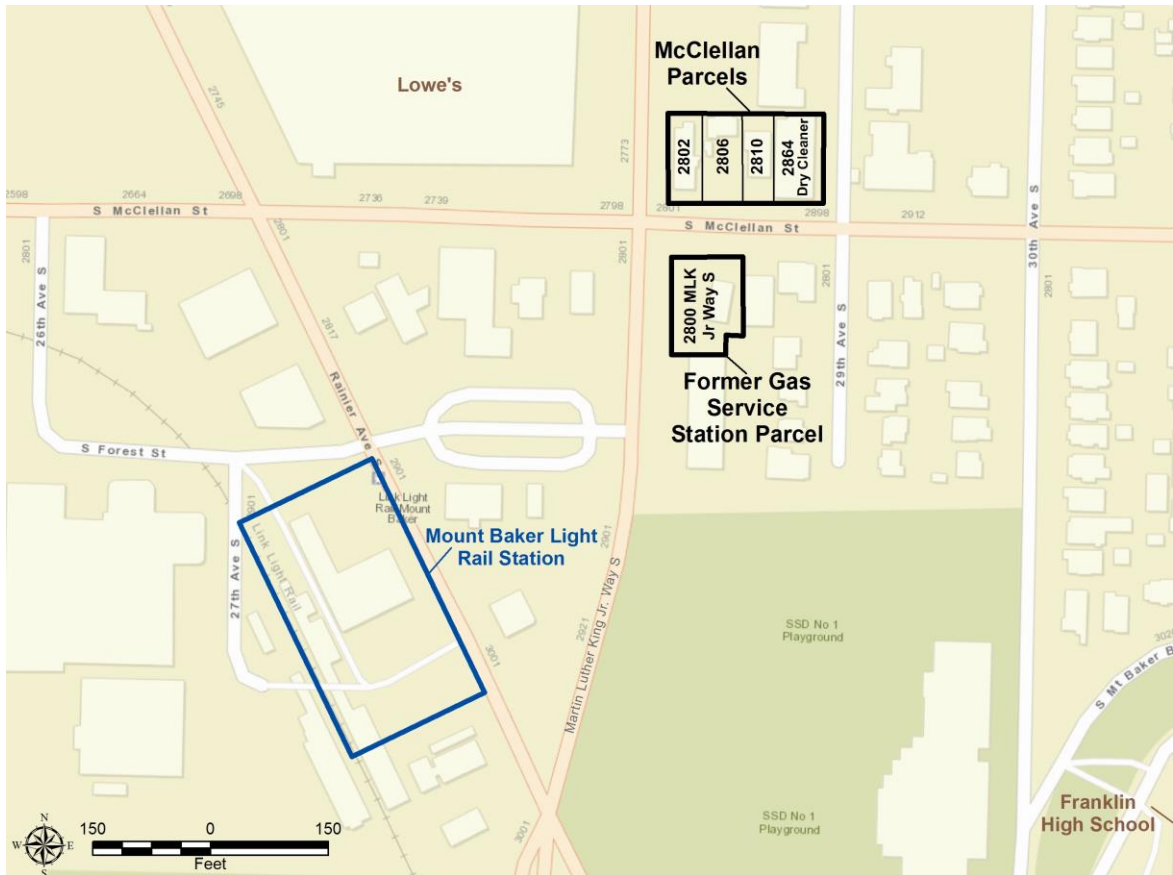 McClellan
Parcels
Lowe's
2745
2773
2802
2806
2810
2864
Dry Cleaner
2598
2664
2698
2736
2739
2798
2801
2898
2912
S McClellan St
S McClellan St
2801
26th Ave S
2801
2817
2801
2800 MLK
Jr Way S
2801
29th Ave S
30th Ave S
2801
Former Gas
Service
Station Parcel
Rainier Ave S
S Forest St
2901
2901
Link Light
Rail Mount
Baker
Mount Baker Light
Rail Station
Link Light Rail
27th Ave S
2901
2921
Martin Luther King Jr. Way S
SSD No 1
Playground
3001
3001
S Mt Baker B
SSD No 1
Playground
Franklin
High School
N
W E
S
150 0 150
Feet